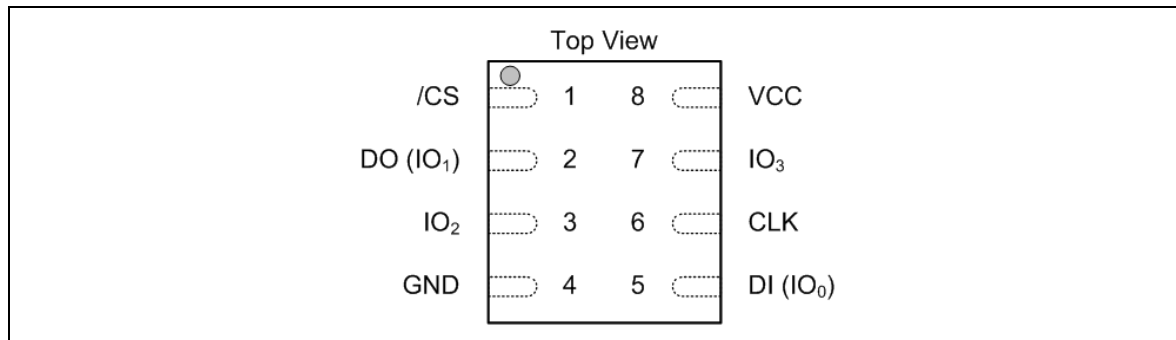 Top View
/CS 1 8 VCC
DO (IO₁) 2 7 IO₃
IO₂ 3 6 CLK
GND 4 5 DI (IO₀)